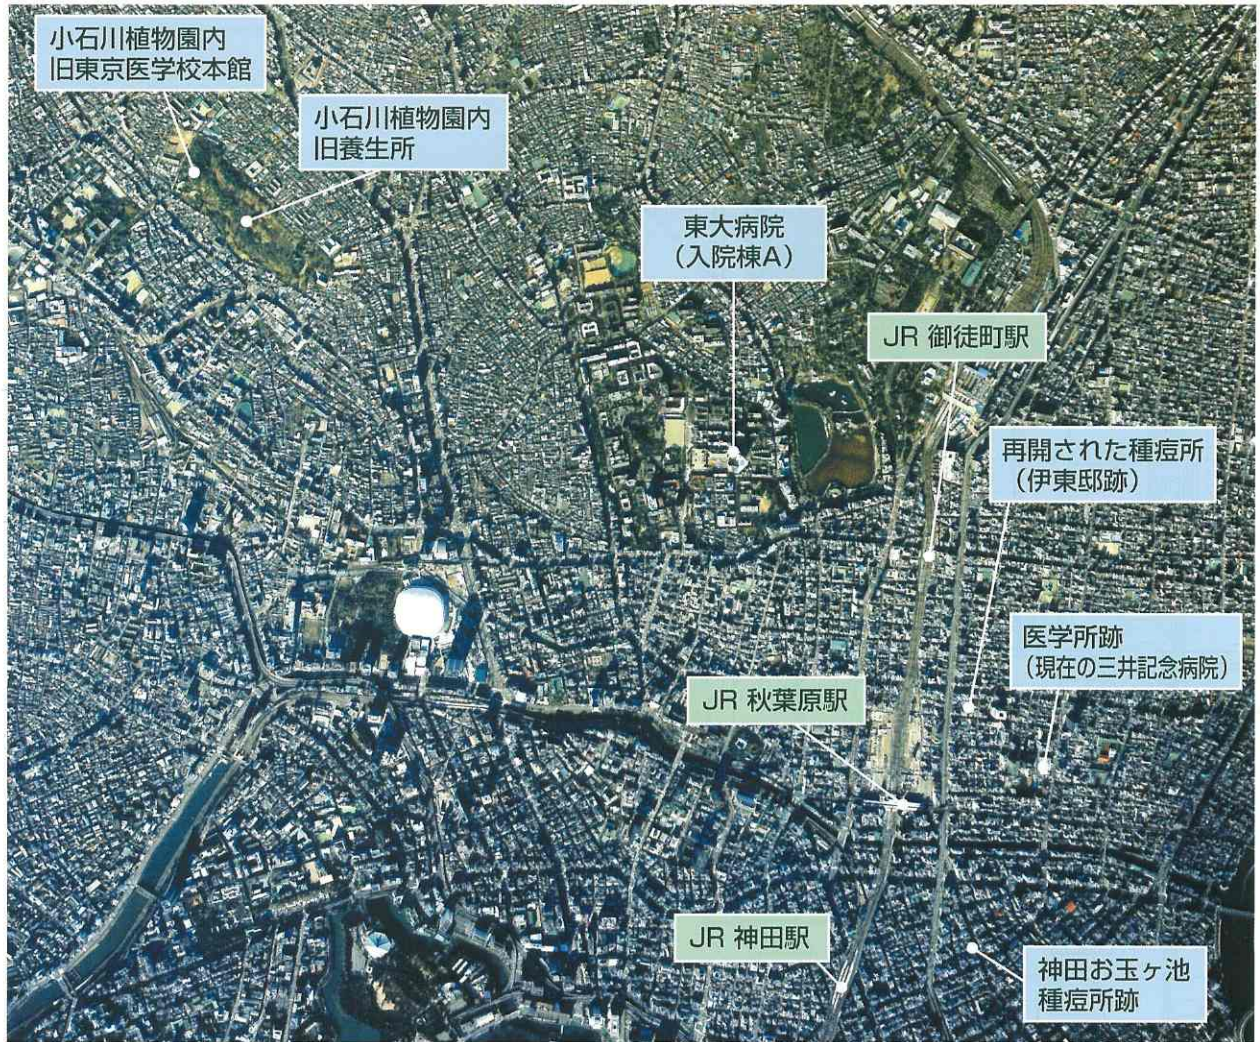 小石川植物園内
旧東京医学校本館
小石川植物園内
旧養生所
東大病院
（入院棟A）
JR 御徒町駅
再開された種痘所
（伊東邸跡）
医学所跡
（現在の三井記念病院）
JR 秋葉原駅
JR 神田駅
神田お玉ヶ池
種痘所跡